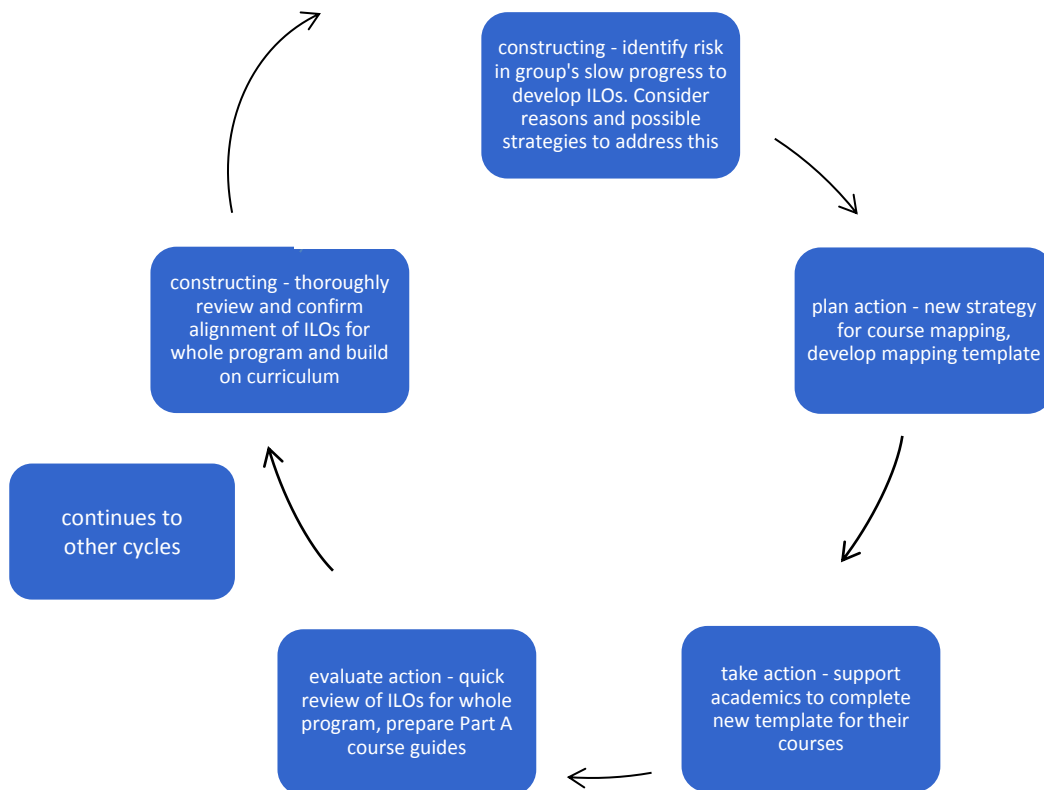 constructing - identify risk
in group's slow progress to
develop ILOs. Consider
reasons and possible
strategies to address this
plan action - new strategy
for course mapping,
develop mapping template
take action - support
academics to complete
new template for their
courses
evaluate action - quick
review of ILOs for whole
program, prepare Part A
course guides
continues to
other cycles
constructing - thoroughly
review and confirm
alignment of ILOs for
whole program and build
on curriculum